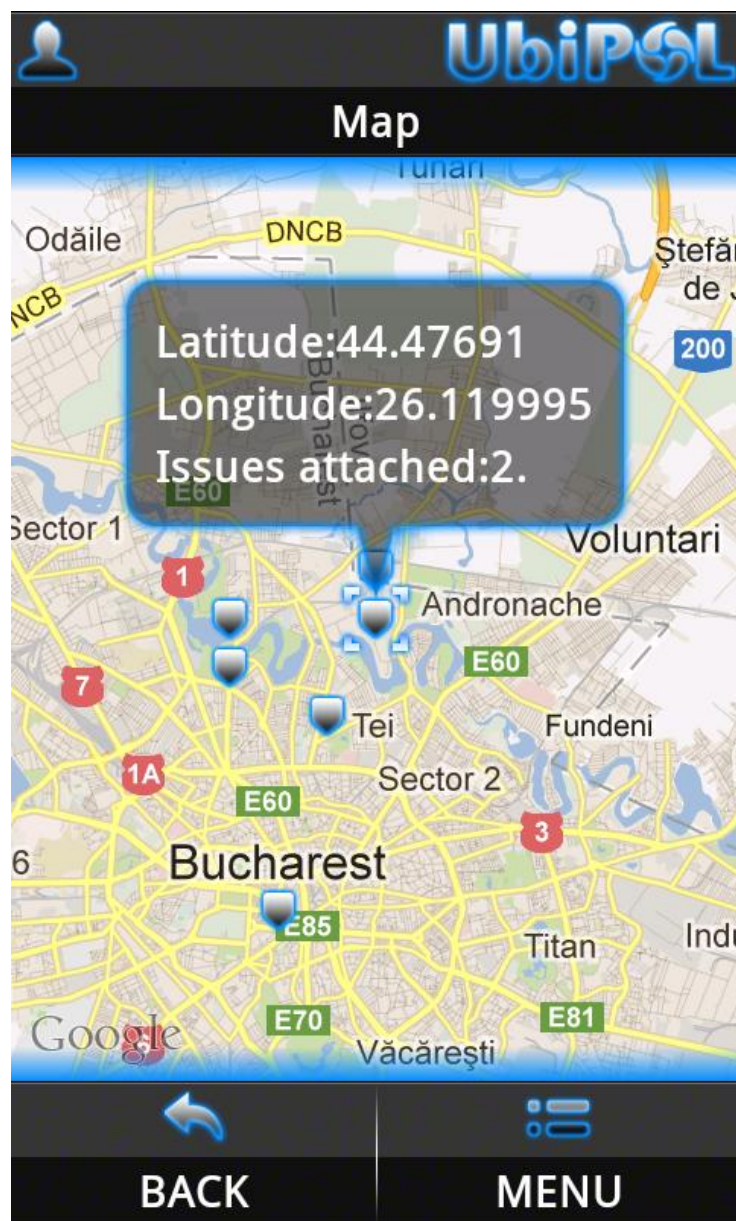 UbiPOL
Map
Tunari
Odăile
DNCB
NCB
Ştefăn
de J
200
Latitude:44.47691
Longitude:26.119995
Issues attached:2.
E60
Sector 1
Voluntari
1
Andronache
E60
7
Tei
Fundeni
1A
Sector 2
E60
3
6
Bucharest
E85
Titan
Indu
E70
E81
Google
Văcăreşti
BACK
MENU